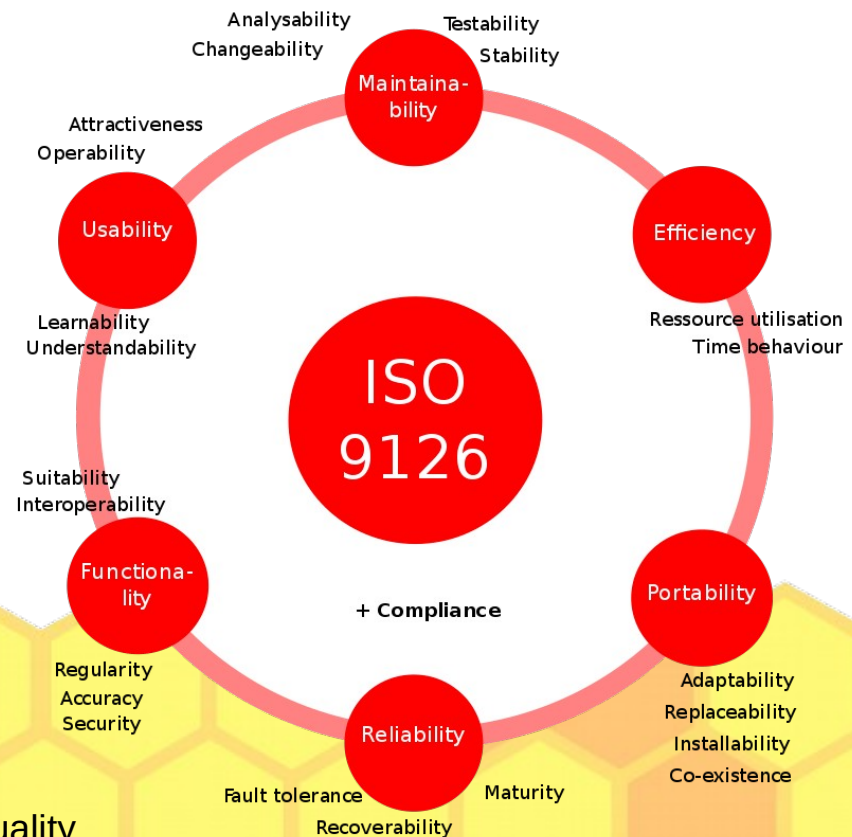 Analysability
Testability
Changeability
Stability
Maintaina-
bility
Attractiveness
Operability
Usability
Efficiency
Learnability
Understandability
Ressource utilisation
Time behaviour
ISO
9126
Suitability
Interoperability
Functiona-
lity
+ Compliance
Portability
Regularity
Accuracy
Security
Adaptability
Replaceability
Installability
Co-existence
Reliability
Fault tolerance
Maturity
Recoverability